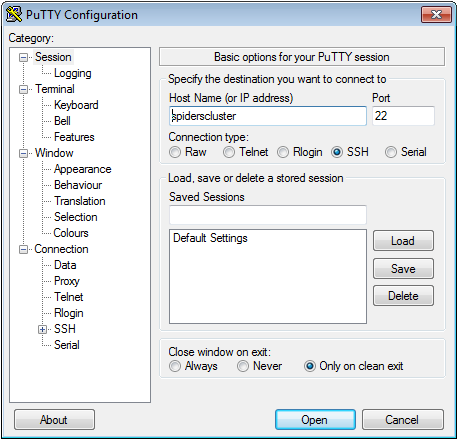 PuTTY Configuration
Category:
Session
Logging
Terminal
Keyboard
Bell
Features
Window
Appearance
Behaviour
Translation
Selection
Colours
Connection
Data
Proxy
Telnet
Rlogin
SSH
Serial
Basic options for your PuTTY session
Specify the destination you want to connect to
Host Name (or IP address) Port
spiderscluster 22
Connection type:
Raw Telnet Rlogin SSH Serial
Load, save or delete a stored session
Saved Sessions
Default Settings
Load
Save
Delete
Close window on exit:
Always Never Only on clean exit
About Open Cancel